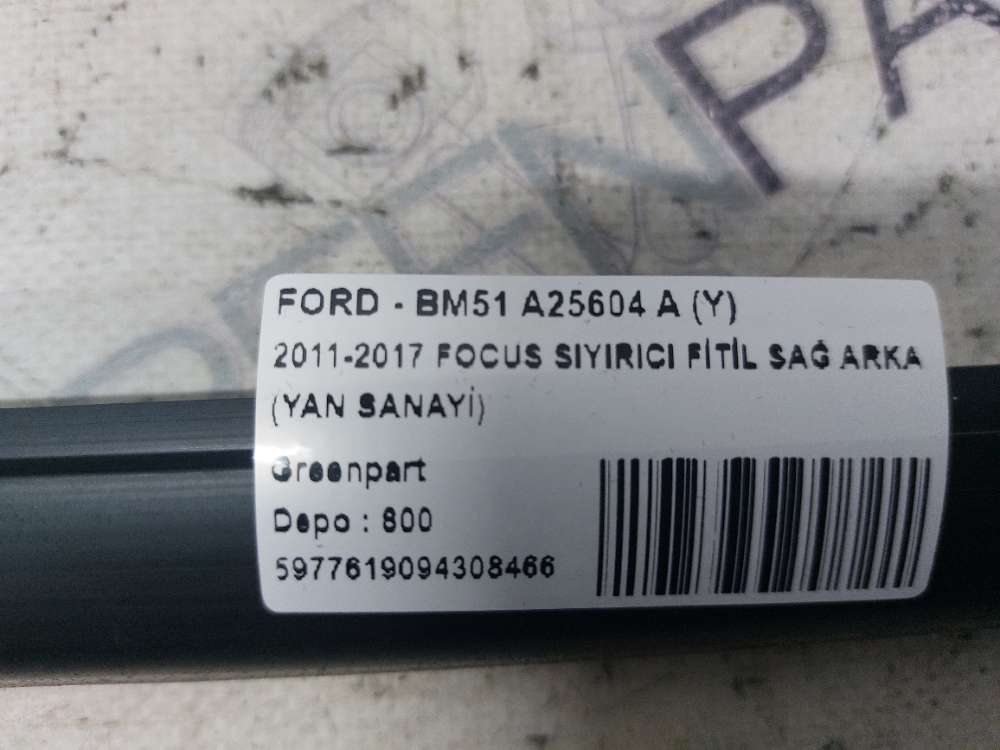 FORD - BM51 A25604 A (Y)
2011-2017 FOCUS SIYIRICI FİTİL SAĞ ARKA
(YAN SANAYİ)
Greenpart
Depo : 800
5977619094308466